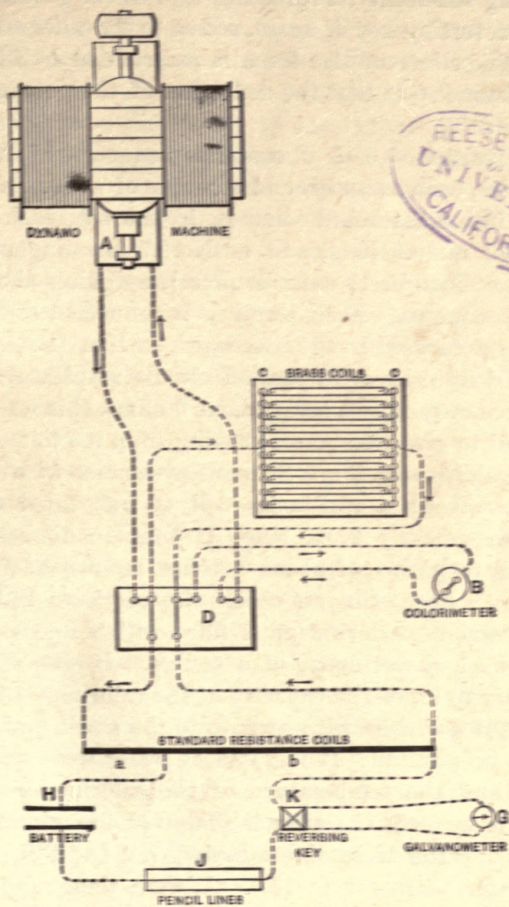 DYNAMO
A
MACHINE
REESE
UNIVE
CALIFOR
C
BRASS COILS
C
B
COLORIMETER
D
STANDARD RESISTANCE COILS
a
b
H
BATTERY
K
REVERSING
KEY
G
GALVANOMETER
J
PENCIL LINES